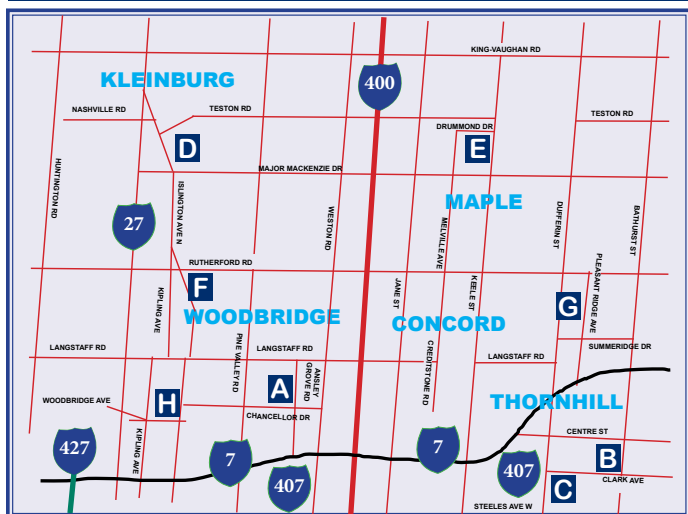 KING-VAUGHAN RD
KLEINBURG
400
NASHVILLE RD
TESTON RD
TESTON RD
DRUMMOND DR
D
E
MAJOR MACKENZIE DR
HUNTINGTON RD
ISLINGTON AVE N
27
WESTON RD
MAPLE
MELVILLE AVE
DUFFERIN ST
BATHURST ST
RUTHERFORD RD
PLEASANT RIDGE AVE
KIPLING AVE
F
JANE ST
KEELE ST
G
WOODBRIDGE
CONCORD
PINE VALLEY RD
LANGSTAFF RD
LANGSTAFF RD
ANSLEY
GROVE RD
CREDITSTONE RD
LANGSTAFF RD
SUMMERIDGE DR
A
WOODBRIDGE AVE
H
CHANCELLOR DR
THORNHILL
KIPLING AVE
CENTRE ST
427
7
407
7
407
B
C
CLARK AVE
STEELES AVE W